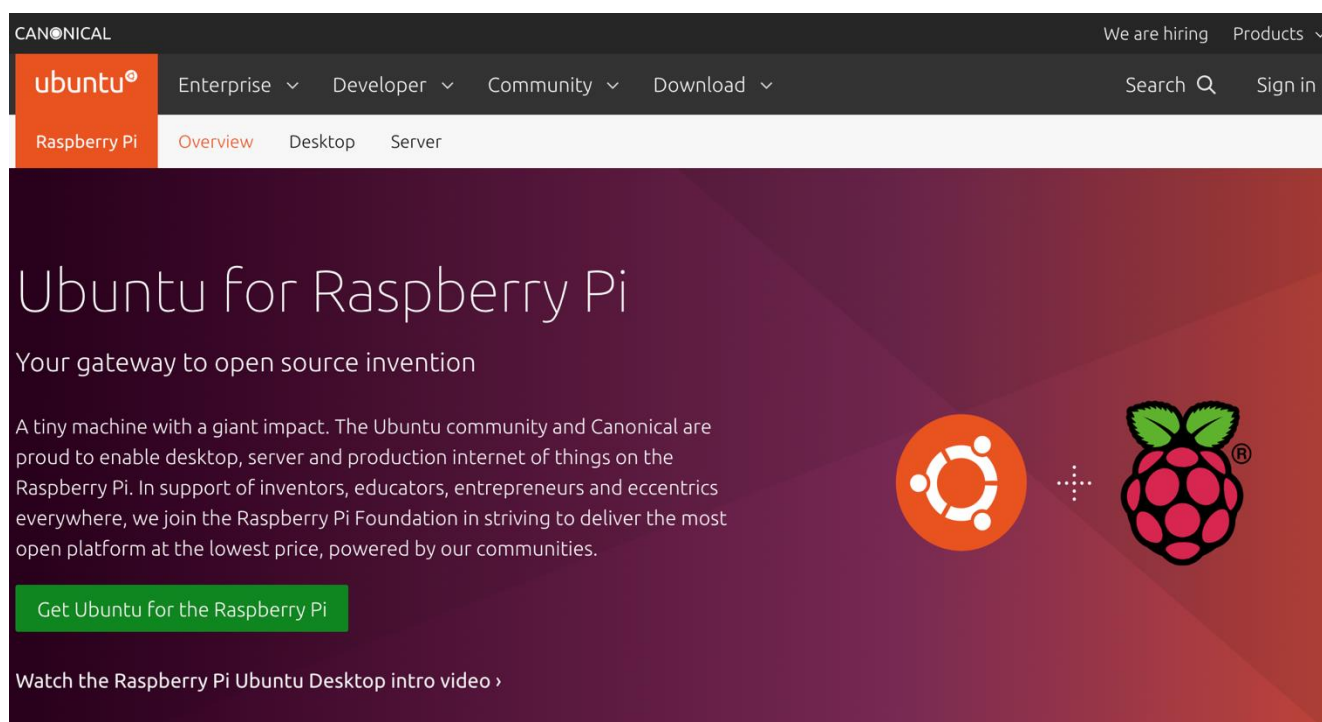 CANONICAL
We are hiring Products
ubuntu
Enterprise Developer Community Download Search Sign in
Raspberry Pi Overview Desktop Server
Ubuntu for Raspberry Pi
Your gateway to open source invention
A tiny machine with a giant impact. The Ubuntu community and Canonical are
proud to enable desktop, server and production internet of things on the
Raspberry Pi. In support of inventors, educators, entrepreneurs and eccentrics
everywhere, we join the Raspberry Pi Foundation in striving to deliver the most
open platform at the lowest price, powered by our communities.
®
Get Ubuntu for the Raspberry Pi
Watch the Raspberry Pi Ubuntu Desktop intro video ›